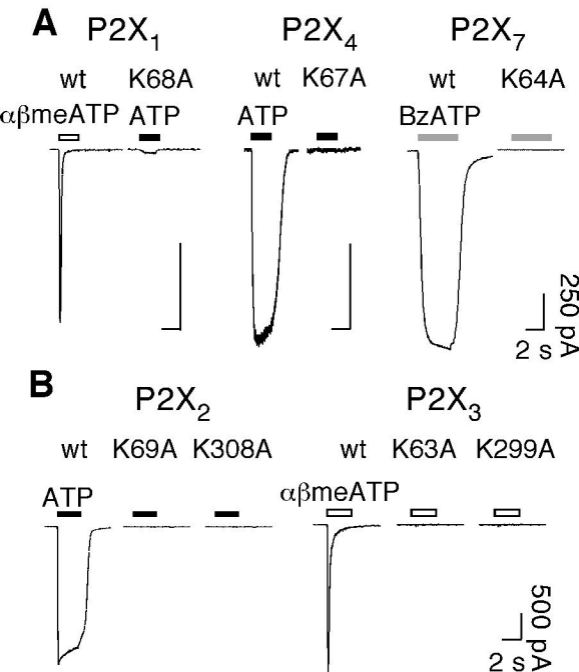 A P2X₁ P2X₄ P2X₇
wt K68A wt K67A wt K64A
αβmeATP ATP ATP BzATP
250 pA
2 s
B P2X₂ P2X₃
wt K69A K308A wt K63A K299A
ATP αβmeATP
500 pA
2 s